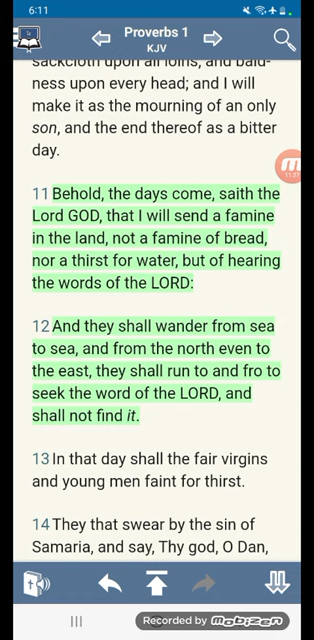 6:11
Proverbs 1
KJV
sackcloth upon all loins, and bald-
ness upon every head; and I will
make it as the mourning of an only
son, and the end thereof as a bitter
day.
11:27
11 Behold, the days come, saith the
Lord GOD, that I will send a famine
in the land, not a famine of bread,
nor a thirst for water, but of hearing
the words of the LORD:
12 And they shall wander from sea
to sea, and from the north even to
the east, they shall run to and fro to
seek the word of the LORD, and
shall not find it.
13 In that day shall the fair virgins
and young men faint for thirst.
14 They that swear by the sin of
Samaria, and say, Thy god, O Dan,
Recorded by mobizen